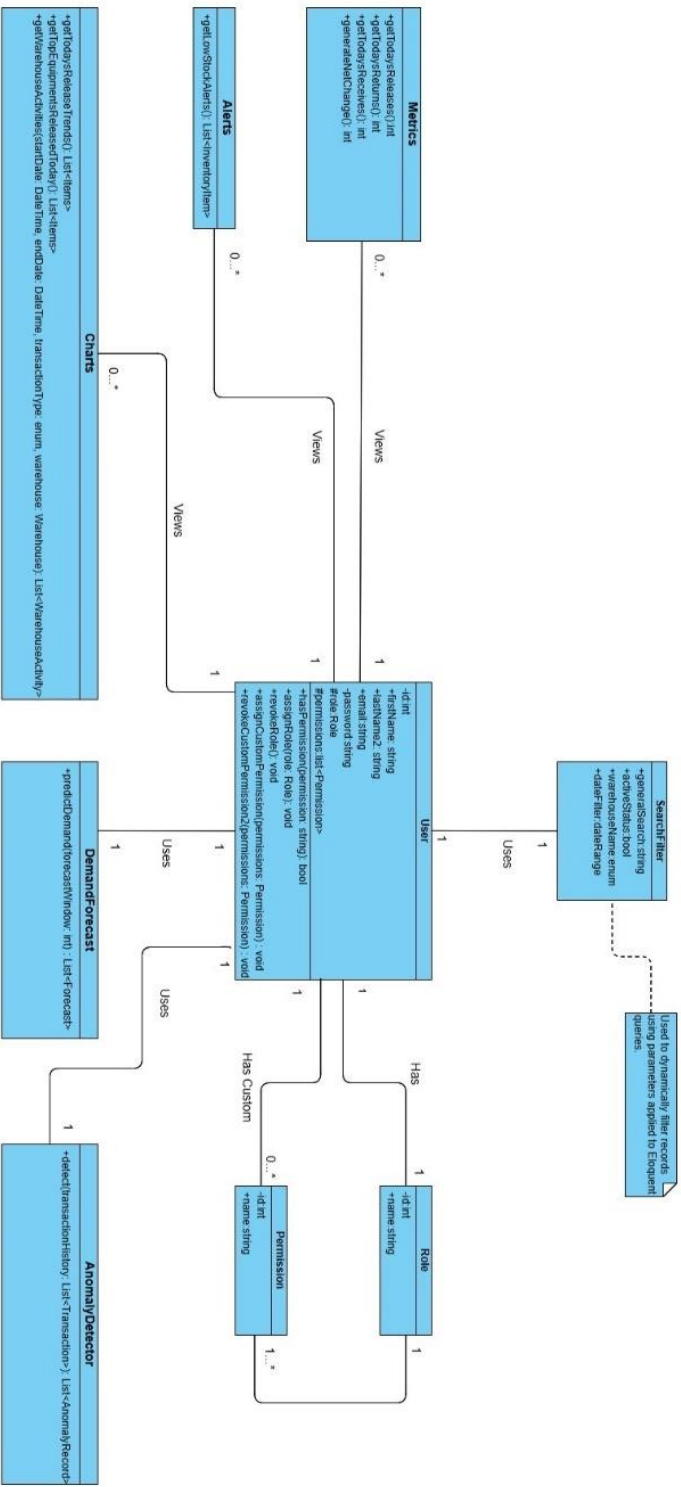 Metrics
+getTodaysReleases():int
+getTodaysReturns(): int
+getTodaysReceives(): int
+generateNetChange(): int
0...*
Views
1
Alerts
+getLowStockAlerts(): List<InventoryItem>
0...*
Views
1
Charts
+getTodaysReleaseTrends(): List<Items>
+getTopEquipmentsReleasedToday(): List<Items>
+getWarehouseActivities(startDate: DateTime, endDate: DateTime, transactionType: enum, warehouse: Warehouse): List<WarehouseActivity>
0...*
Views
1
SearchFilter
+generalSearch:string
+activeStatus:bool
+warehouseName:enum
+dateFilter:dateRange
Used to dynamically filter records
using parameters applied to Eloquent
queries.
1
Uses
1
User
-id:int
+firstName: string
+lastName2: string
+email:string
-password:string
#role:Role
#permissions:list<Permission>
+hasPermission(permission: string): bool
+assignRole(role: Role): void
+revokeRole(): void
+assignCustomPermission(permissions: Permission) : void
+revokeCustomPermission2(permissions: Permission) : void
1
Has
1
Role
-id:int
+name:string
1
1...*
1
Has Custom
0...*
Permission
-id:int
+name:string
1
Uses
1
DemandForecast
+predictDemand(forecastWindow: int) : List<Forecast>
1
Uses
1
AnomalyDetector
+detect(transactionHistory: List<Transaction>): List<AnomalyRecord>